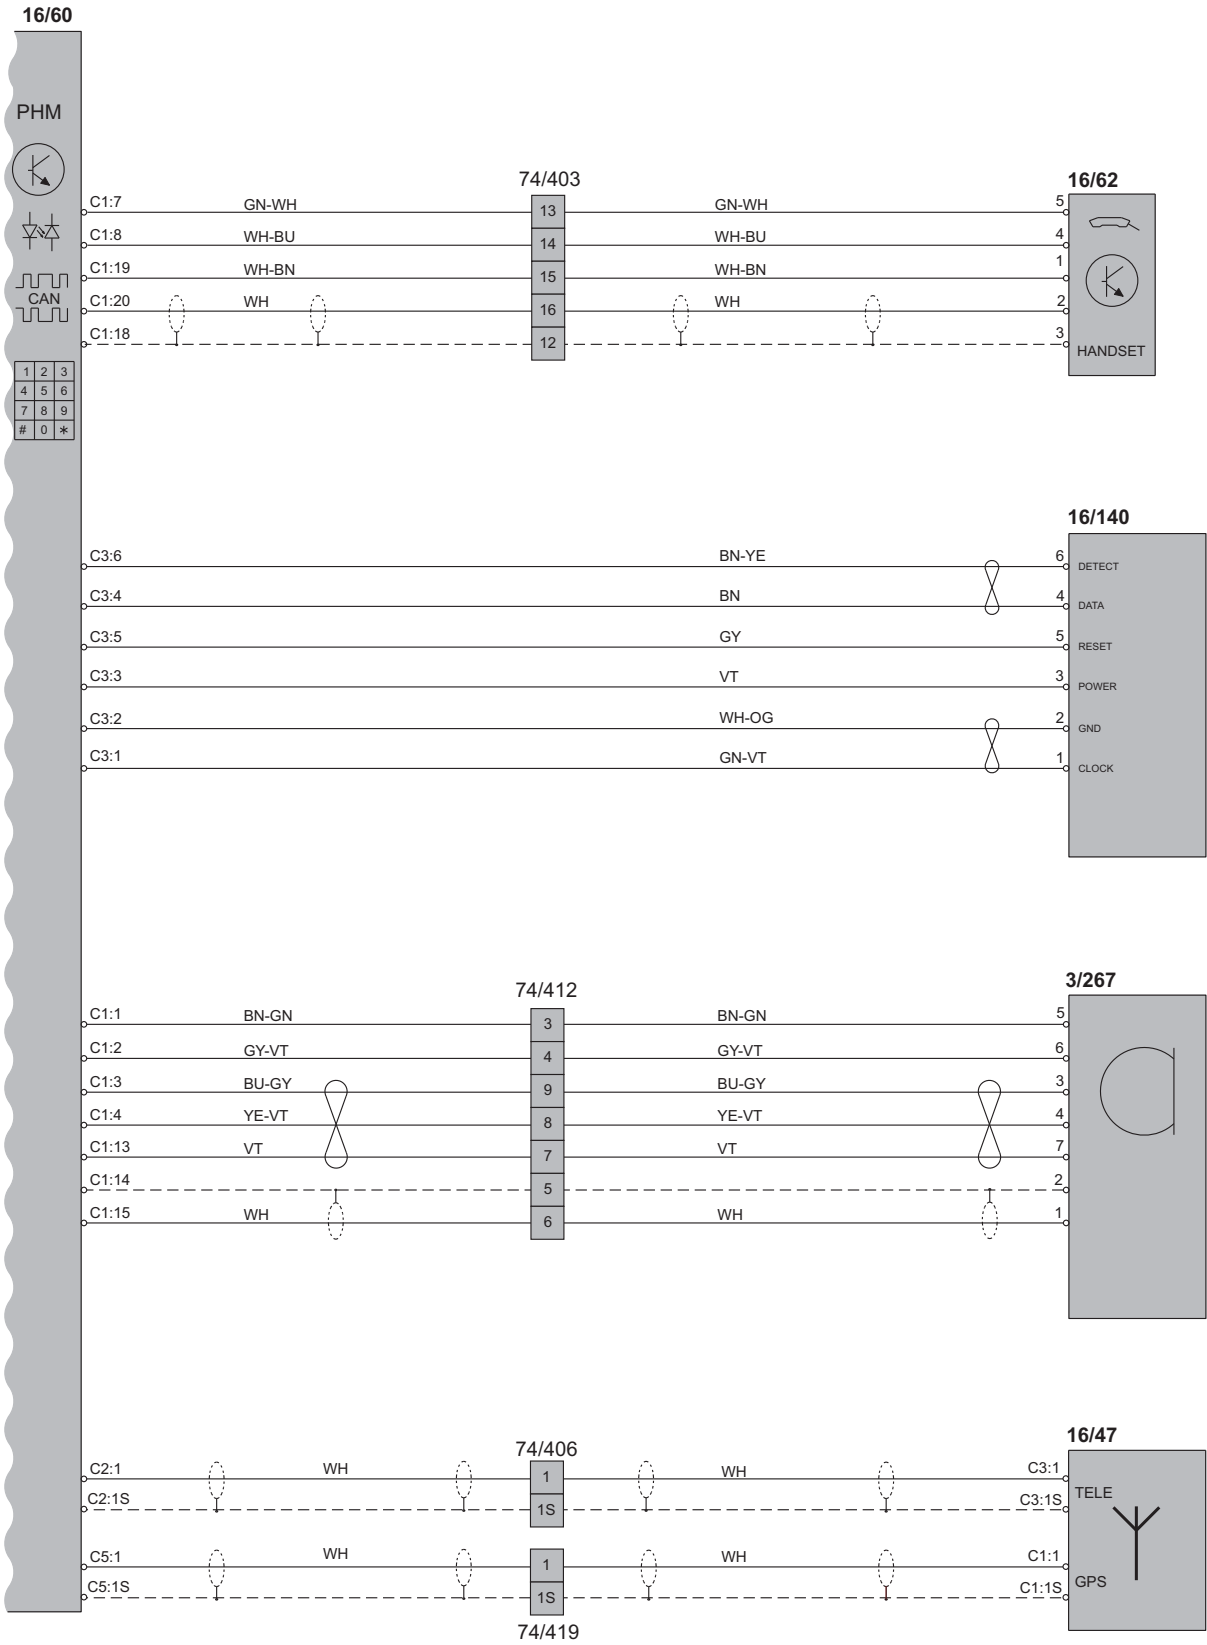 16/60
PHM
CAN
1 2 3
4 5 6
7 8 9
# 0 *
74/403
16/62
C1:7 GN-WH 13 GN-WH 5
C1:8 WH-BU 14 WH-BU 4
C1:19 WH-BN 15 WH-BN 1
C1:20 WH 16 WH 2
C1:18 12 3
HANDSET
16/140
C3:6 BN-YE 6 DETECT
C3:4 BN 4 DATA
C3:5 GY 5 RESET
C3:3 VT 3 POWER
C3:2 WH-OG 2 GND
C3:1 GN-VT 1 CLOCK
74/412
3/267
C1:1 BN-GN 3 BN-GN 5
C1:2 GY-VT 4 GY-VT 6
C1:3 BU-GY 9 BU-GY 3
C1:4 YE-VT 8 YE-VT 4
C1:13 VT 7 VT 7
C1:14 5 2
C1:15 WH 6 WH 1
74/406
16/47
C2:1 WH 1 WH C3:1
TELE
C2:1S 1S C3:1S
C5:1 WH 1 WH C1:1
GPS
C5:1S 1S C1:1S
74/419